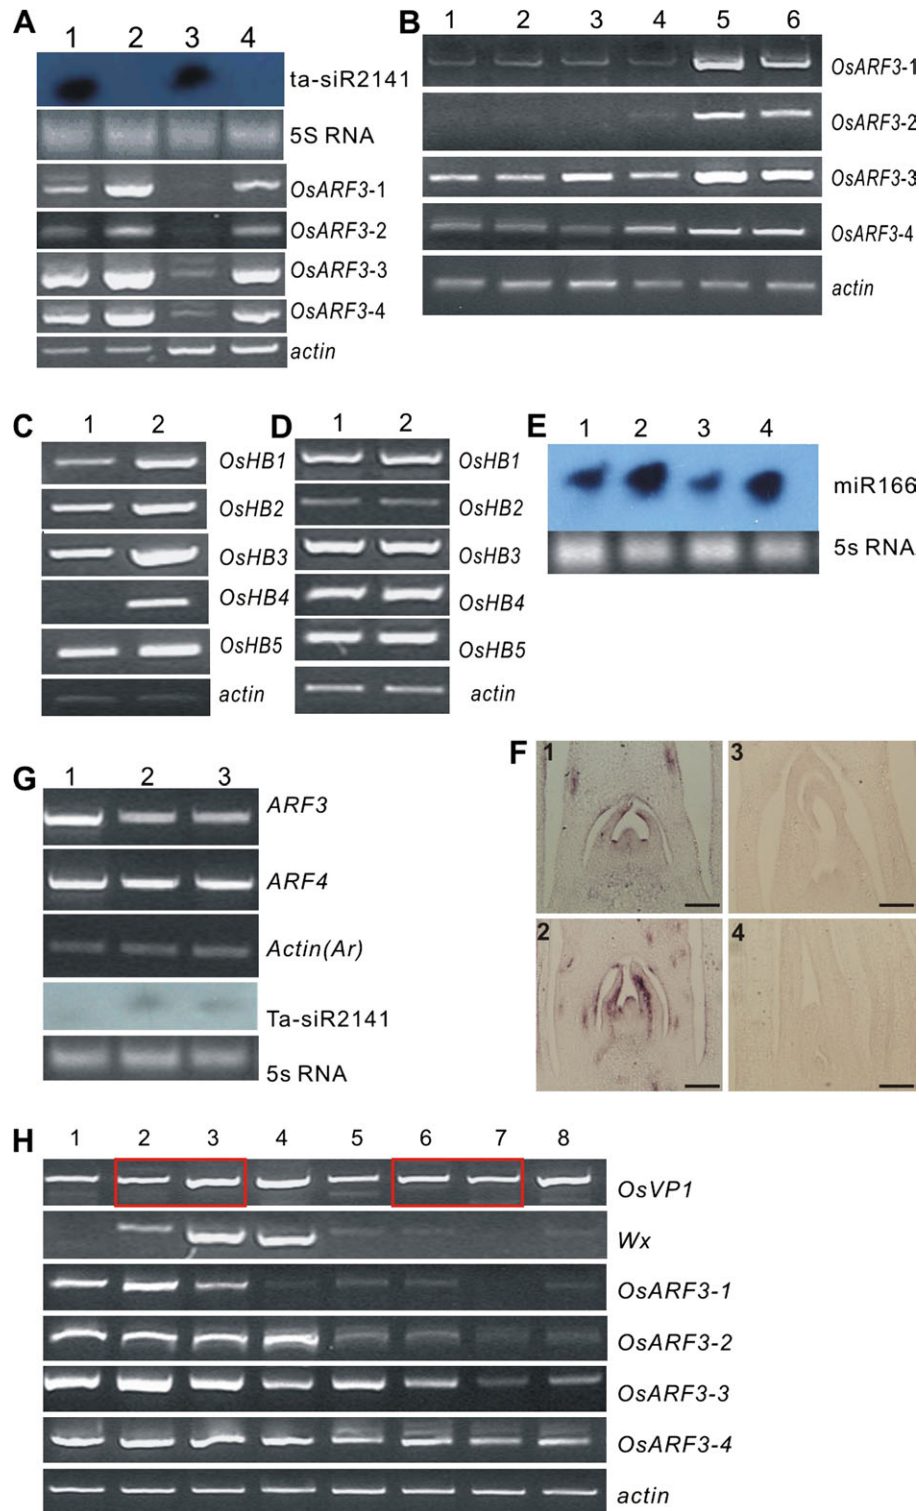 A
1 2 3 4
ta-siR2141
5S RNA
OsARF3-1
OsARF3-2
OsARF3-3
OsARF3-4
actin
B
1 2 3 4 5 6
OsARF3-1
OsARF3-2
OsARF3-3
OsARF3-4
actin
C
1 2
OsHB1
OsHB2
OsHB3
OsHB4
OsHB5
actin
D
1 2
OsHB1
OsHB2
OsHB3
OsHB4
OsHB5
actin
E
1 2 3 4
miR166
5s RNA
G
1 2 3
ARF3
ARF4
Actin(Ar)
Ta-siR2141
5s RNA
F
1
3
2
4
H
1 2 3 4 5 6 7 8
OsVP1
Wx
OsARF3-1
OsARF3-2
OsARF3-3
OsARF3-4
actin